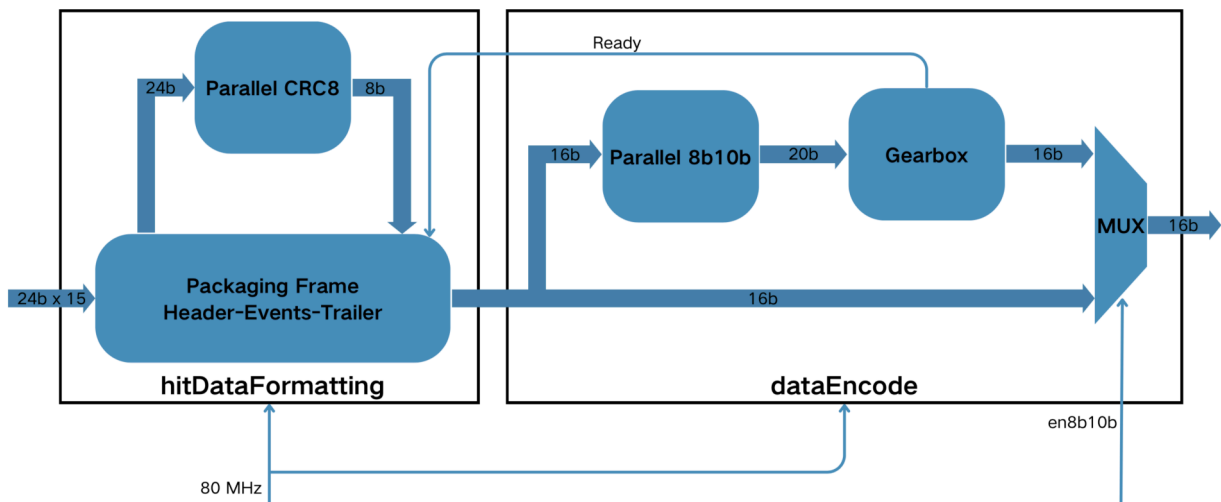 Ready
24b
Parallel CRC8
8b
16b
Parallel 8b10b
20b
Gearbox
16b
MUX
16b
24b x 15
Packaging Frame
Header-Events-Trailer
16b
hitDataFormatting
dataEncode
en8b10b
80 MHz